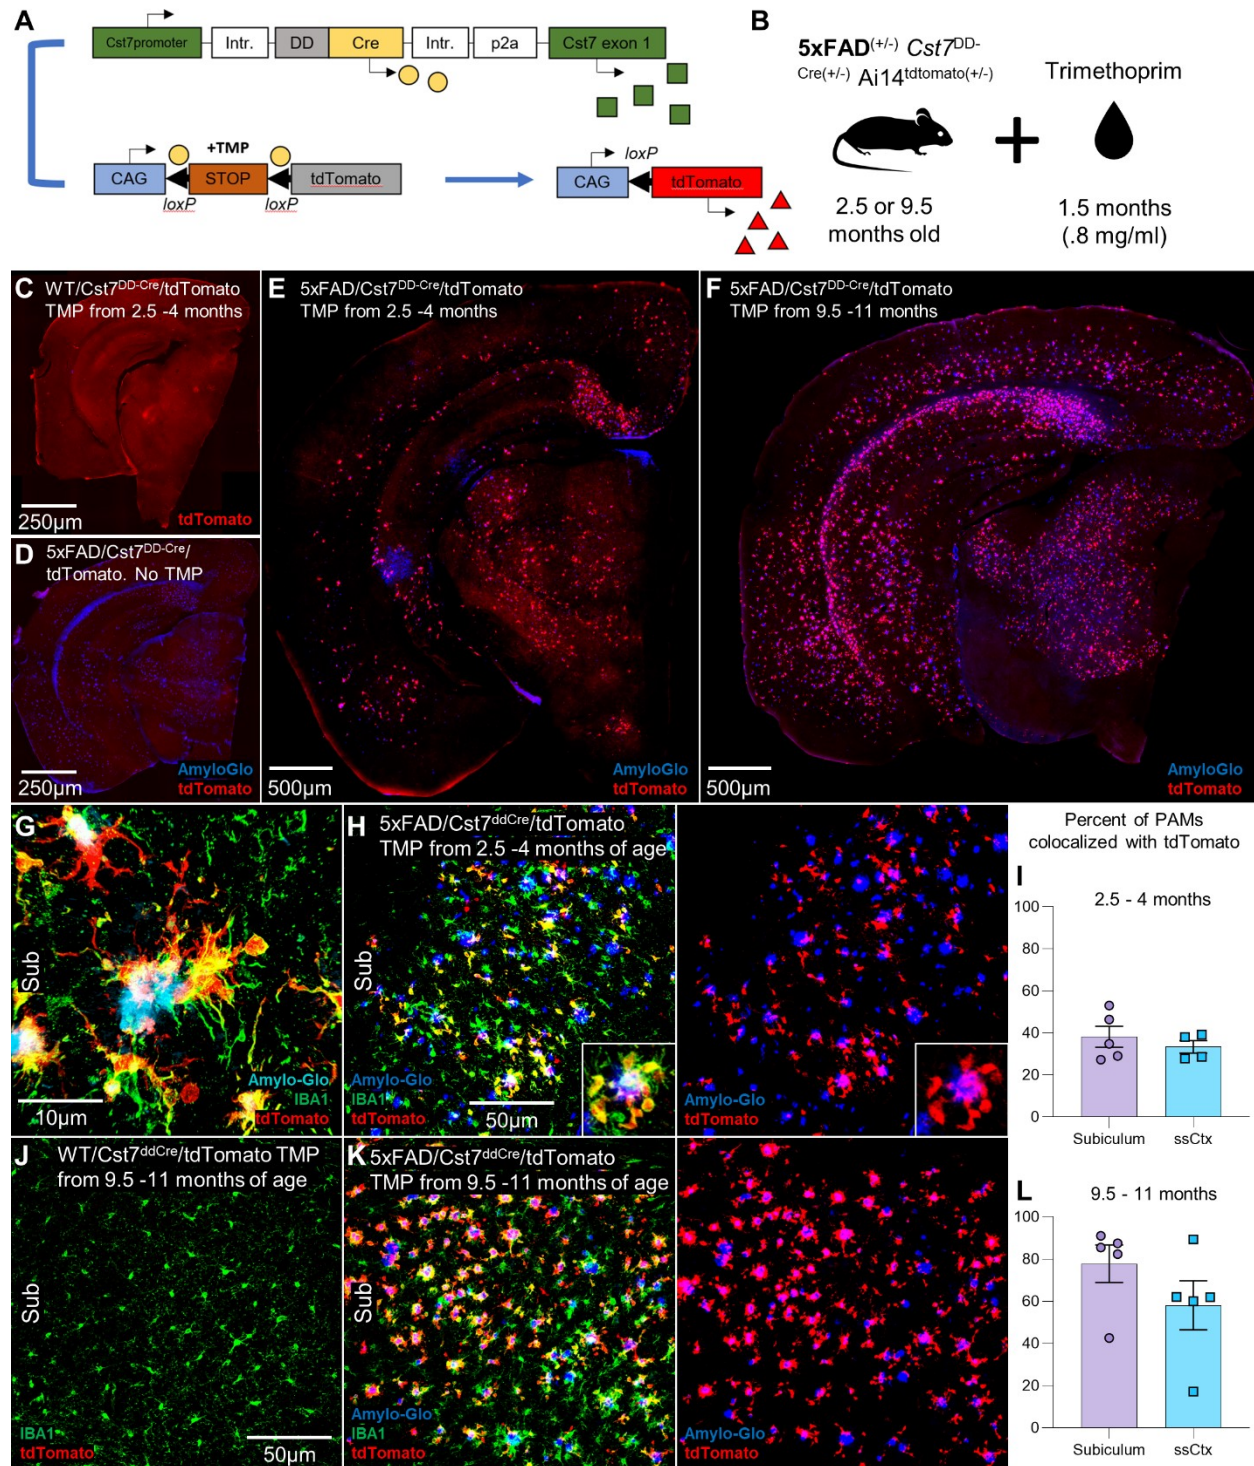 A
Cst7promoter
Intr.
DD
Cre
Intr.
p2a
Cst7 exon 1
+TMP
CAG
STOP
tdTomato
loxP
loxP
loxP
CAG
tdTomato
B
5xFAD(+/-) Cst7DD-
Cre(+/-) Ai14tdtomato(+/-)
Trimethoprim
2.5 or 9.5
months old
1.5 months
(.8 mg/ml)
C WT/Cst7DD-Cre/tdTomato
TMP from 2.5 -4 months
250µm
tdTomato
D 5xFAD/Cst7DD-Cre/
tdTomato. No TMP
250µm
AmyloGlo
tdTomato
E 5xFAD/Cst7DD-Cre/tdTomato
TMP from 2.5 -4 months
500µm
AmyloGlo
tdTomato
F 5xFAD/Cst7DD-Cre/tdTomato
TMP from 9.5 -11 months
500µm
AmyloGlo
tdTomato
G
Sub
10µm
Amylo-Glo
IBA1
tdTomato
H 5xFAD/Cst7ddCre/tdTomato
TMP from 2.5 -4 months of age
Sub
Amylo-Glo
IBA1
tdTomato
50µm
Amylo-Glo
tdTomato
Percent of PAMs
colocalized with tdTomato
I
2.5 - 4 months
100
80
60
40
20
0
Subiculum
ssCtx
J WT/Cst7ddCre/tdTomato TMP
from 9.5 -11 months of age
Sub
IBA1
tdTomato
50µm
K 5xFAD/Cst7ddCre/tdTomato
TMP from 9.5 -11 months of age
Sub
Amylo-Glo
IBA1
tdTomato
Amylo-Glo
tdTomato
L
9.5 - 11 months
100
80
60
40
20
0
Subiculum
ssCtx